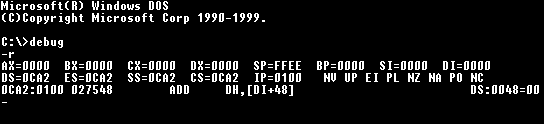 Microsoft(R) Windows DOS
(C)Copyright Microsoft Corp 1990-1999.
C:\>debug
-r
AX=0000  BX=0000  CX=0000  DX=0000  SP=FFEE  BP=0000  SI=0000  DI=0000
DS=0CA2  ES=0CA2  SS=0CA2  CS=0CA2  IP=0100   NV UP EI PL NZ NA PO NC
0CA2:0100 027548        ADD     DH,[DI+48]                         DS:0048=00
-